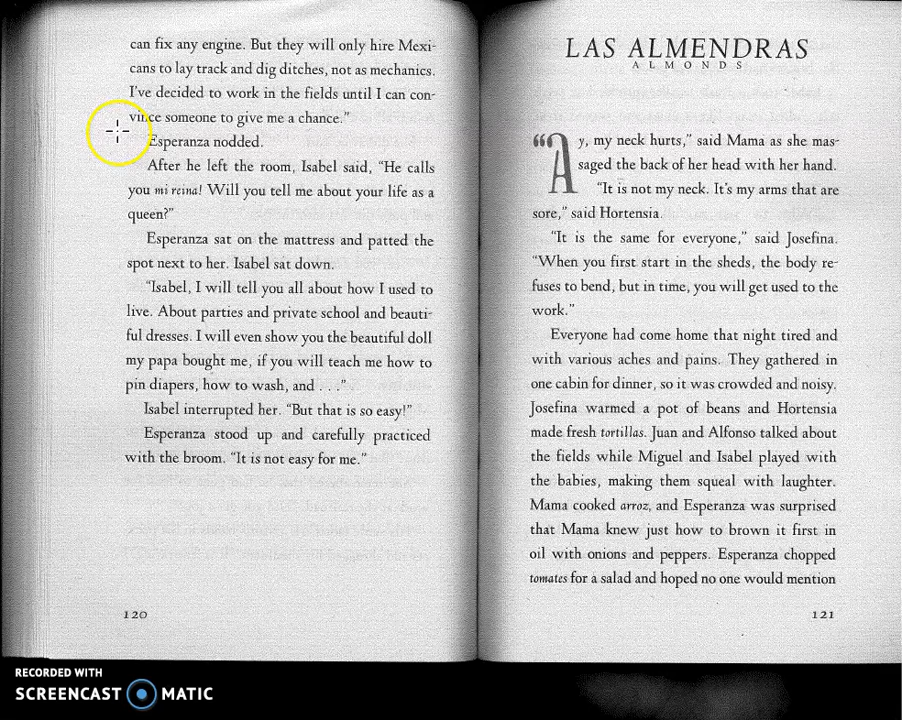 can fix any engine. But they will only hire Mexi-
cans to lay track and dig ditches, not as mechanics.
I've decided to work in the fields until I can con-
vince someone to give me a chance."
Esperanza nodded.
After he left the room, Isabel said, "He calls
you mi reina! Will you tell me about your life as a
queen?"
Esperanza sat on the mattress and patted the
spot next to her. Isabel sat down.
"Isabel, I will tell you all about how I used to
live. About parties and private school and beauti-
ful dresses. I will even show you the beautiful doll
my papa bought me, if you will teach me how to
pin diapers, how to wash, and . . ."
Isabel interrupted her. "But that is so easy!"
Esperanza stood up and carefully practiced
with the broom. "It is not easy for me."
120
LAS ALMENDRAS
ALMONDS
"Ay, my neck hurts," said Mama as she mas-
saged the back of her head with her hand.
"It is not my neck. It's my arms that are
sore," said Hortensia.
"It is the same for everyone," said Josefina.
"When you first start in the sheds, the body re-
fuses to bend, but in time, you will get used to the
work."
Everyone had come home that night tired and
with various aches and pains. They gathered in
one cabin for dinner, so it was crowded and noisy.
Josefina warmed a pot of beans and Hortensia
made fresh tortillas. Juan and Alfonso talked about
the fields while Miguel and Isabel played with
the babies, making them squeal with laughter.
Mama cooked arroz, and Esperanza was surprised
that Mama knew just how to brown it first in
oil with onions and peppers. Esperanza chopped
tomates for a salad and hoped no one would mention
121
RECORDED WITH
SCREENCAST MATIC